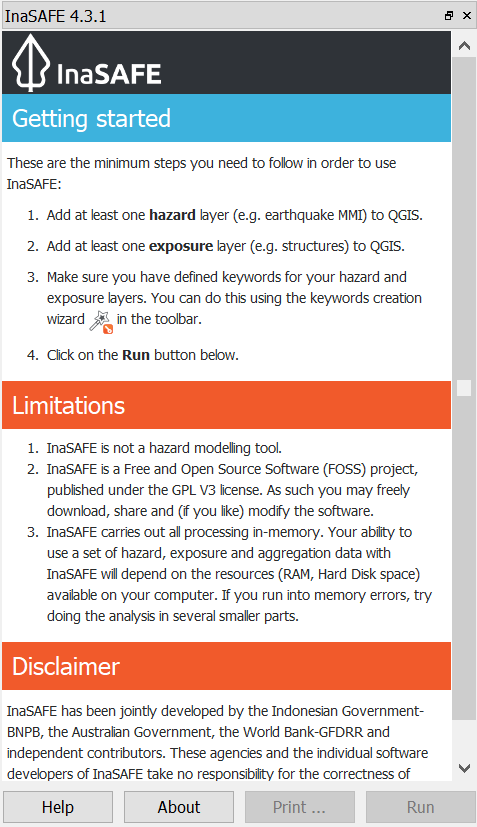 InaSAFE 4.3.1
InaSAFE
Getting started
These are the minimum steps you need to follow in order to use
InaSAFE:
1. Add at least one hazard layer (e.g. earthquake MMI) to QGIS.
2. Add at least one exposure layer (e.g. structures) to QGIS.
3. Make sure you have defined keywords for your hazard and
exposure layers. You can do this using the keywords creation
wizard in the toolbar.
4. Click on the Run button below.
Limitations
1. InaSAFE is not a hazard modelling tool.
2. InaSAFE is a Free and Open Source Software (FOSS) project,
published under the GPL V3 license. As such you may freely
download, share and (if you like) modify the software.
3. InaSAFE carries out all processing in-memory. Your ability to
use a set of hazard, exposure and aggregation data with
InaSAFE will depend on the resources (RAM, Hard Disk space)
available on your computer. If you run into memory errors, try
doing the analysis in several smaller parts.
Disclaimer
InaSAFE has been jointly developed by the Indonesian Government-
BNPB, the Australian Government, the World Bank-GFDRR and
independent contributors. These agencies and the individual software
developers of InaSAFE take no responsibility for the correctness of
Help About Print ... Run